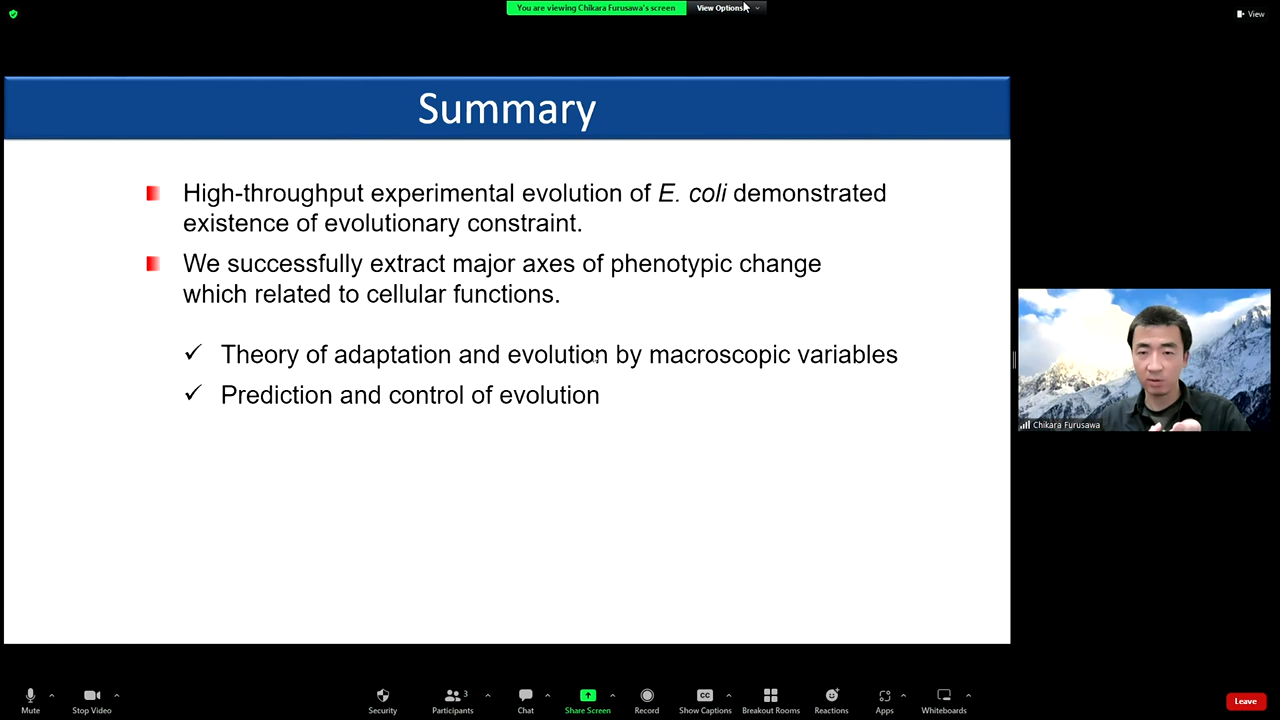 You are viewing Chikara Furusawa's screen
View Options
View
Summary
High-throughput experimental evolution of E. coli demonstrated
existence of evolutionary constraint.
We successfully extract major axes of phenotypic change
which related to cellular functions.
✓ Theory of adaptation and evolution by macroscopic variables
✓ Prediction and control of evolution
Chikara Furusawa
Mute
Stop Video
Security
Participants
3
Chat
Share Screen
Record
CC
Show Captions
Breakout Rooms
Reactions
Apps
Whiteboards
Leave